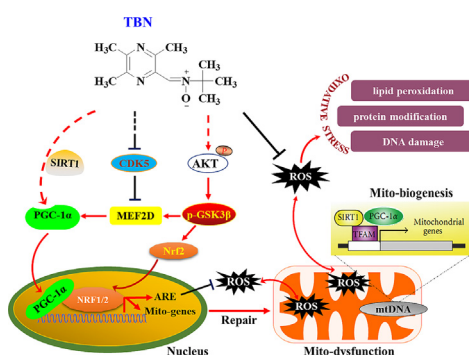 TBN
H₃C
N
CH₃
H₃C
N
N
+
O
−
CH₃
CH₃
CH₃
OXIDATIVE STRESS
lipid peroxidation
protein modification
DNA damage
SIRT1
CDK5
AKT
P
ROS
Mito-biogenesis
SIRT1
PGC-1α
TFAM
Mitochondrial
genes
PGC-1α
MEF2D
p-GSK3β
Nrf2
PGC-1α
NRF1/2
ARE
Mito-genes
ROS
ROS
ROS
mtDNA
Repair
Nucleus
Mito-dysfunction